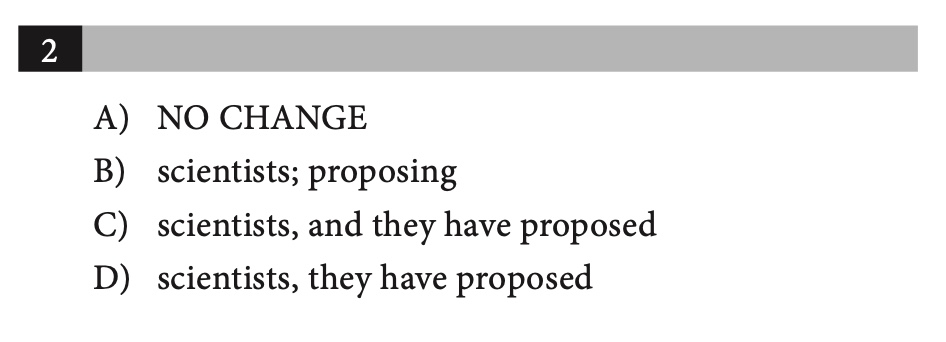 2
A) NO CHANGE
B) scientists; proposing
C) scientists, and they have proposed
D) scientists, they have proposed